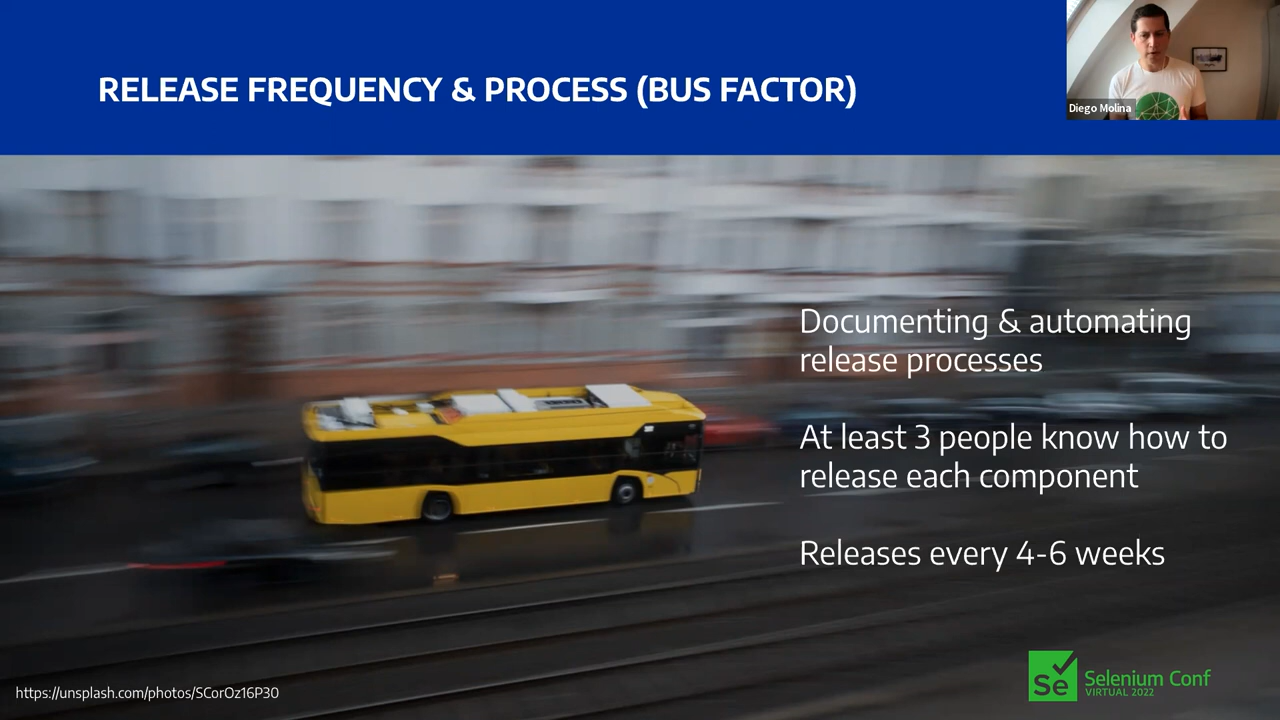 RELEASE FREQUENCY & PROCESS (BUS FACTOR)
Diego Molina
Documenting & automating
release processes
At least 3 people know how to
release each component
Releases every 4-6 weeks
https://unsplash.com/photos/SCorOz16P30
Se
Selenium Conf
VIRTUAL 2022